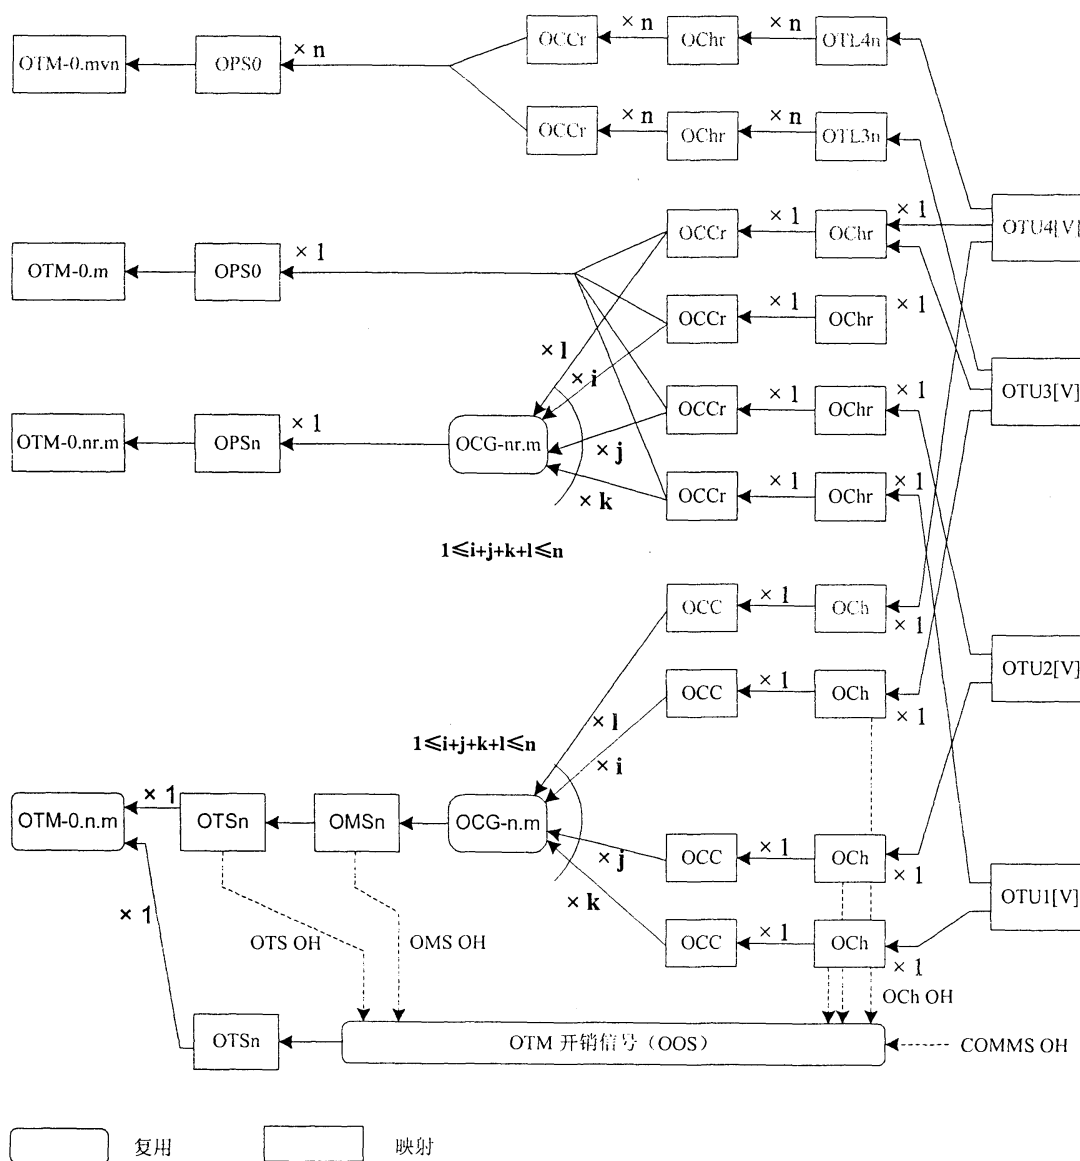 OTM-0.mvn
OPS0
× n
OCCr
× n
OChr
× n
OTL4n
OCCr
× n
OChr
× n
OTL3n
OTM-0.m
OPS0
× 1
OCCr
× 1
OChr
× 1
OTU4[V]
OCCr
× 1
OChr
× 1
× l
× i
OTU3[V]
OTM-0.nr.m
OPSn
× 1
OCG-nr.m
× j
× k
OCCr
× 1
OChr
× 1
OCCr
× 1
OChr
× 1
1≤i+j+k+l≤n
OCC
× 1
OCh
× 1
OTU2[V]
OCC
× 1
OCh
× 1
1≤i+j+k+l≤n
× l
× i
OTM-0.n.m
× 1
OTSn
OMSn
OCG-n.m
× j
× k
OCC
× 1
OCh
× 1
OTU1[V]
× 1
OTS OH
OMS OH
OCC
× 1
OCh
× 1
OCh OH
OTSn
OTM 开销信号（OOS）
COMMS OH
复用
映射